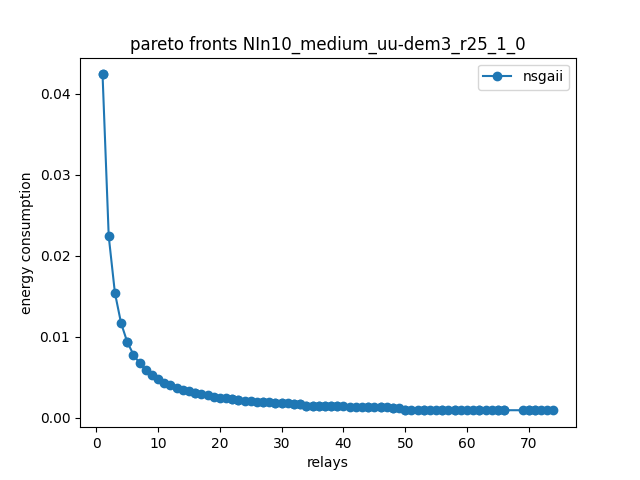 pareto fronts NIn10_medium_uu-dem3_r25_1_0
nsgaii
energy consumption
0.04
0.03
0.02
0.01
0.00
0 10 20 30 40 50 60 70
relays